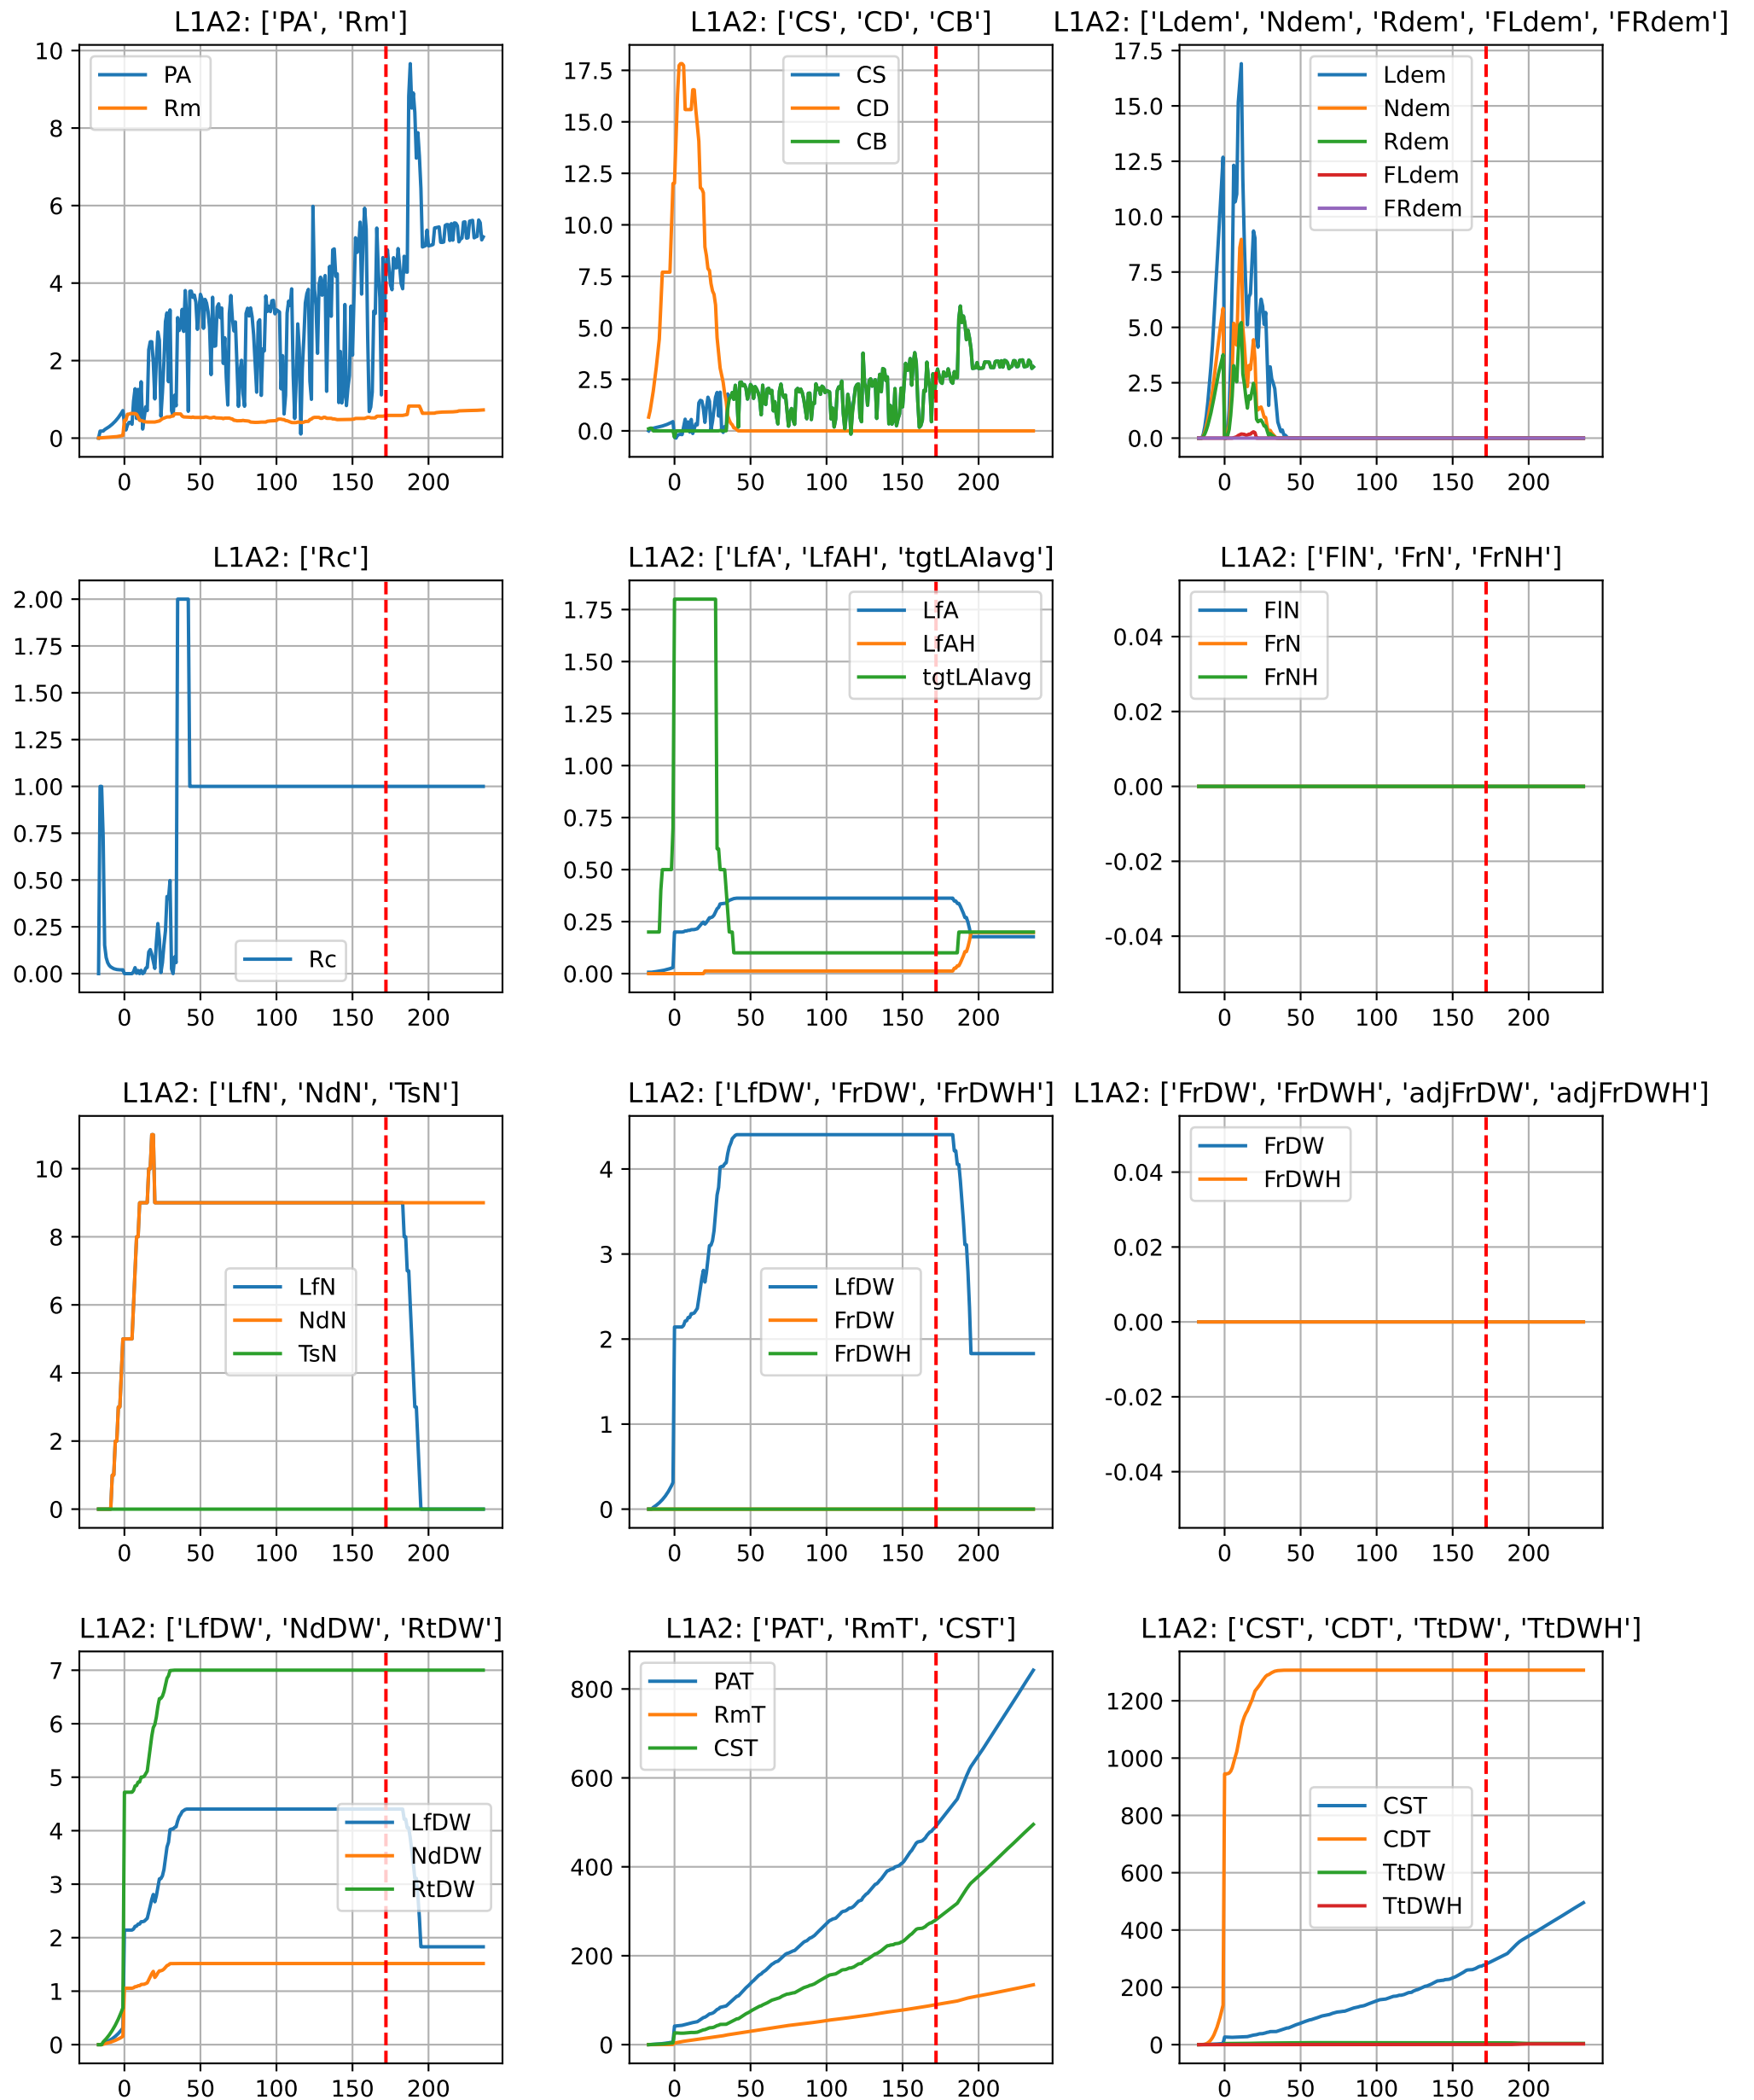 L1A2: ['PA', 'Rm']
10
8
6
4
2
0
PA
Rm
0 50 100 150 200
L1A2: ['CS', 'CD', 'CB']
17.5
15.0
12.5
10.0
7.5
5.0
2.5
0.0
CS
CD
CB
0 50 100 150 200
L1A2: ['Ldem', 'Ndem', 'Rdem', 'FLdem', 'FRdem']
17.5
15.0
12.5
10.0
7.5
5.0
2.5
0.0
Ldem
Ndem
Rdem
FLdem
FRdem
0 50 100 150 200
L1A2: ['Rc']
2.00
1.75
1.50
1.25
1.00
0.75
0.50
0.25
0.00
Rc
0 50 100 150 200
L1A2: ['LfA', 'LfAH', 'tgtLAIavg']
1.75
1.50
1.25
1.00
0.75
0.50
0.25
0.00
LfA
LfAH
tgtLAIavg
0 50 100 150 200
L1A2: ['FlN', 'FrN', 'FrNH']
0.04
0.02
0.00
-0.02
-0.04
FlN
FrN
FrNH
0 50 100 150 200
L1A2: ['LfN', 'NdN', 'TsN']
10
8
6
4
2
0
LfN
NdN
TsN
0 50 100 150 200
L1A2: ['LfDW', 'FrDW', 'FrDWH']
4
3
2
1
0
LfDW
FrDW
FrDWH
0 50 100 150 200
L1A2: ['FrDW', 'FrDWH', 'adjFrDW', 'adjFrDWH']
0.04
0.02
0.00
-0.02
-0.04
FrDW
FrDWH
0 50 100 150 200
L1A2: ['LfDW', 'NdDW', 'RtDW']
7
6
5
4
3
2
1
0
LfDW
NdDW
RtDW
0 50 100 150 200
L1A2: ['PAT', 'RmT', 'CST']
800
600
400
200
0
PAT
RmT
CST
0 50 100 150 200
L1A2: ['CST', 'CDT', 'TtDW', 'TtDWH']
1200
1000
800
600
400
200
0
CST
CDT
TtDW
TtDWH
0 50 100 150 200